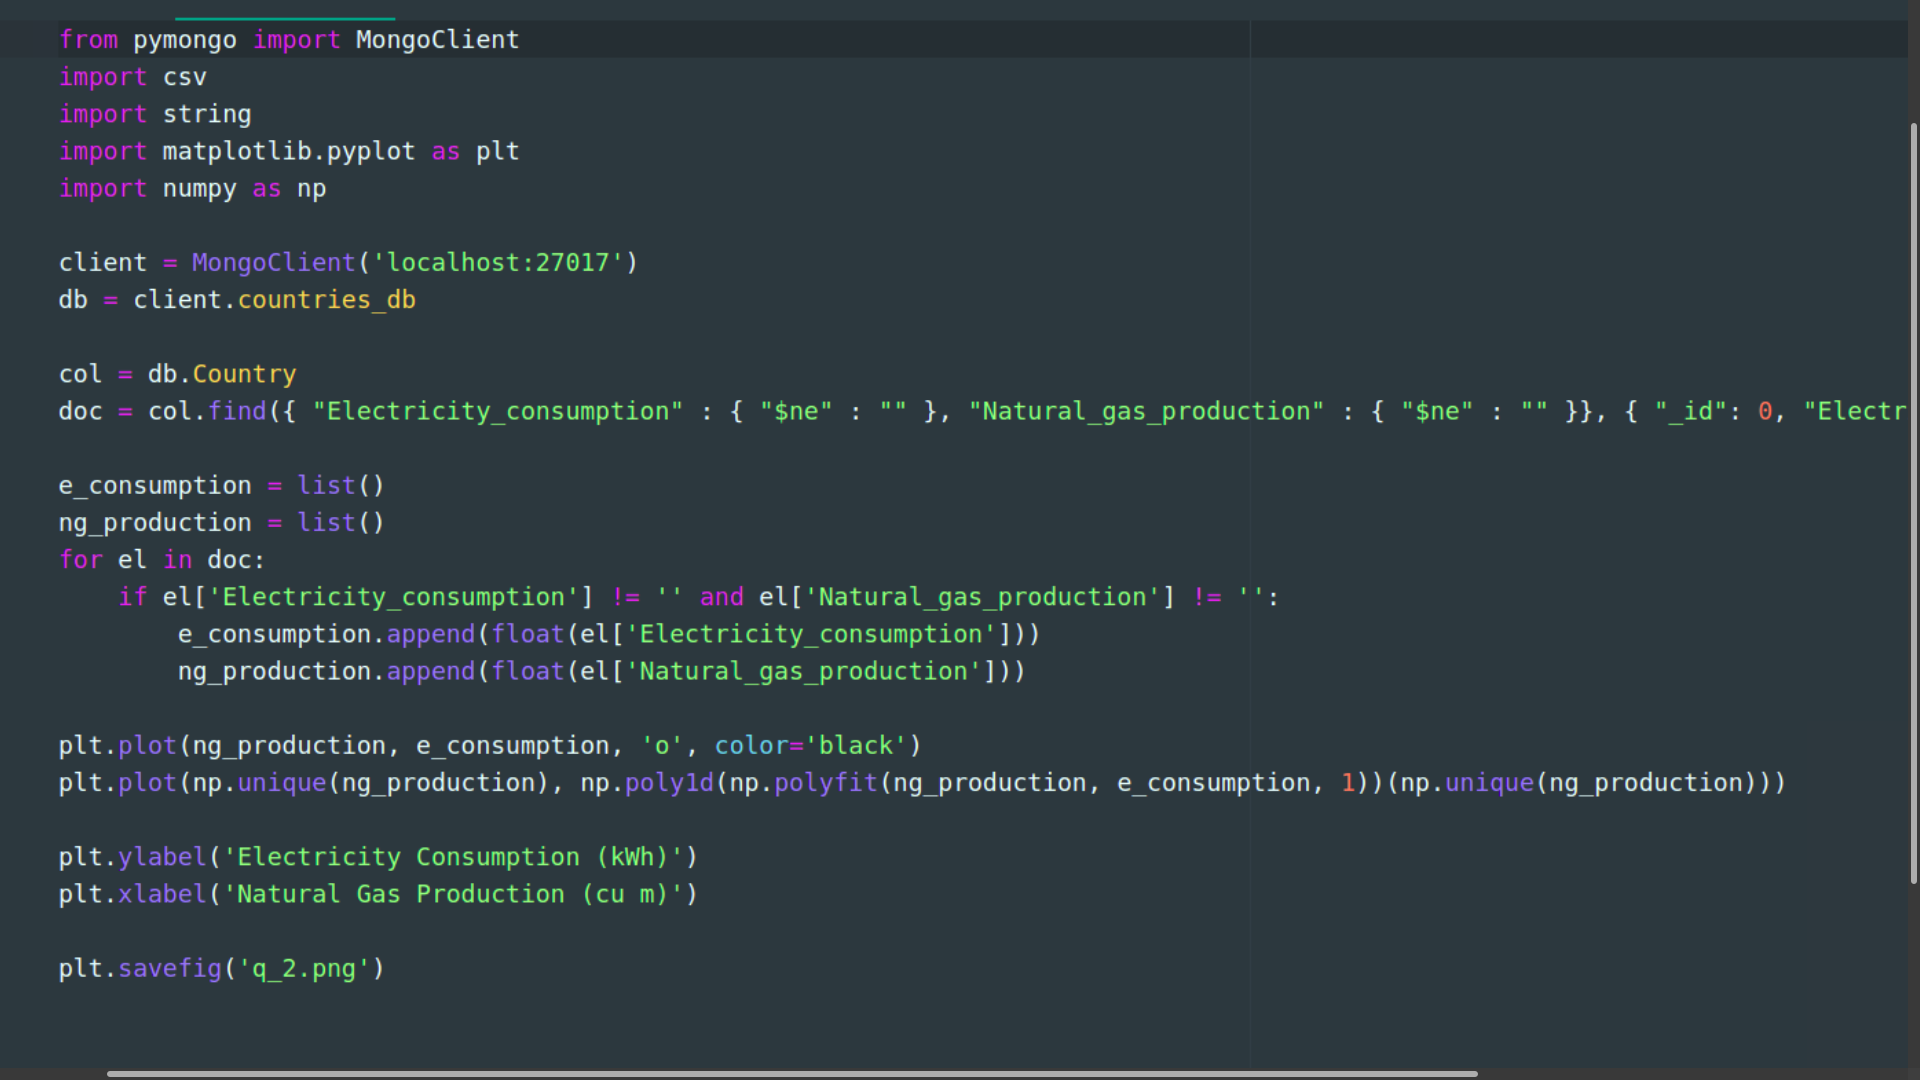 from pymongo import MongoClient
import csv
import string
import matplotlib.pyplot as plt
import numpy as np

client = MongoClient('localhost:27017')
db = client.countries_db

col = db.Country
doc = col.find({ "Electricity_consumption" : { "$ne" : "" }, "Natural_gas_production" : { "$ne" : "" }}, { "_id": 0, "Electr

e_consumption = list()
ng_production = list()
for el in doc:
    if el['Electricity_consumption'] != '' and el['Natural_gas_production'] != '':
        e_consumption.append(float(el['Electricity_consumption']))
        ng_production.append(float(el['Natural_gas_production']))

plt.plot(ng_production, e_consumption, 'o', color='black')
plt.plot(np.unique(ng_production), np.poly1d(np.polyfit(ng_production, e_consumption, 1))(np.unique(ng_production)))

plt.ylabel('Electricity Consumption (kWh)')
plt.xlabel('Natural Gas Production (cu m)')

plt.savefig('q_2.png')